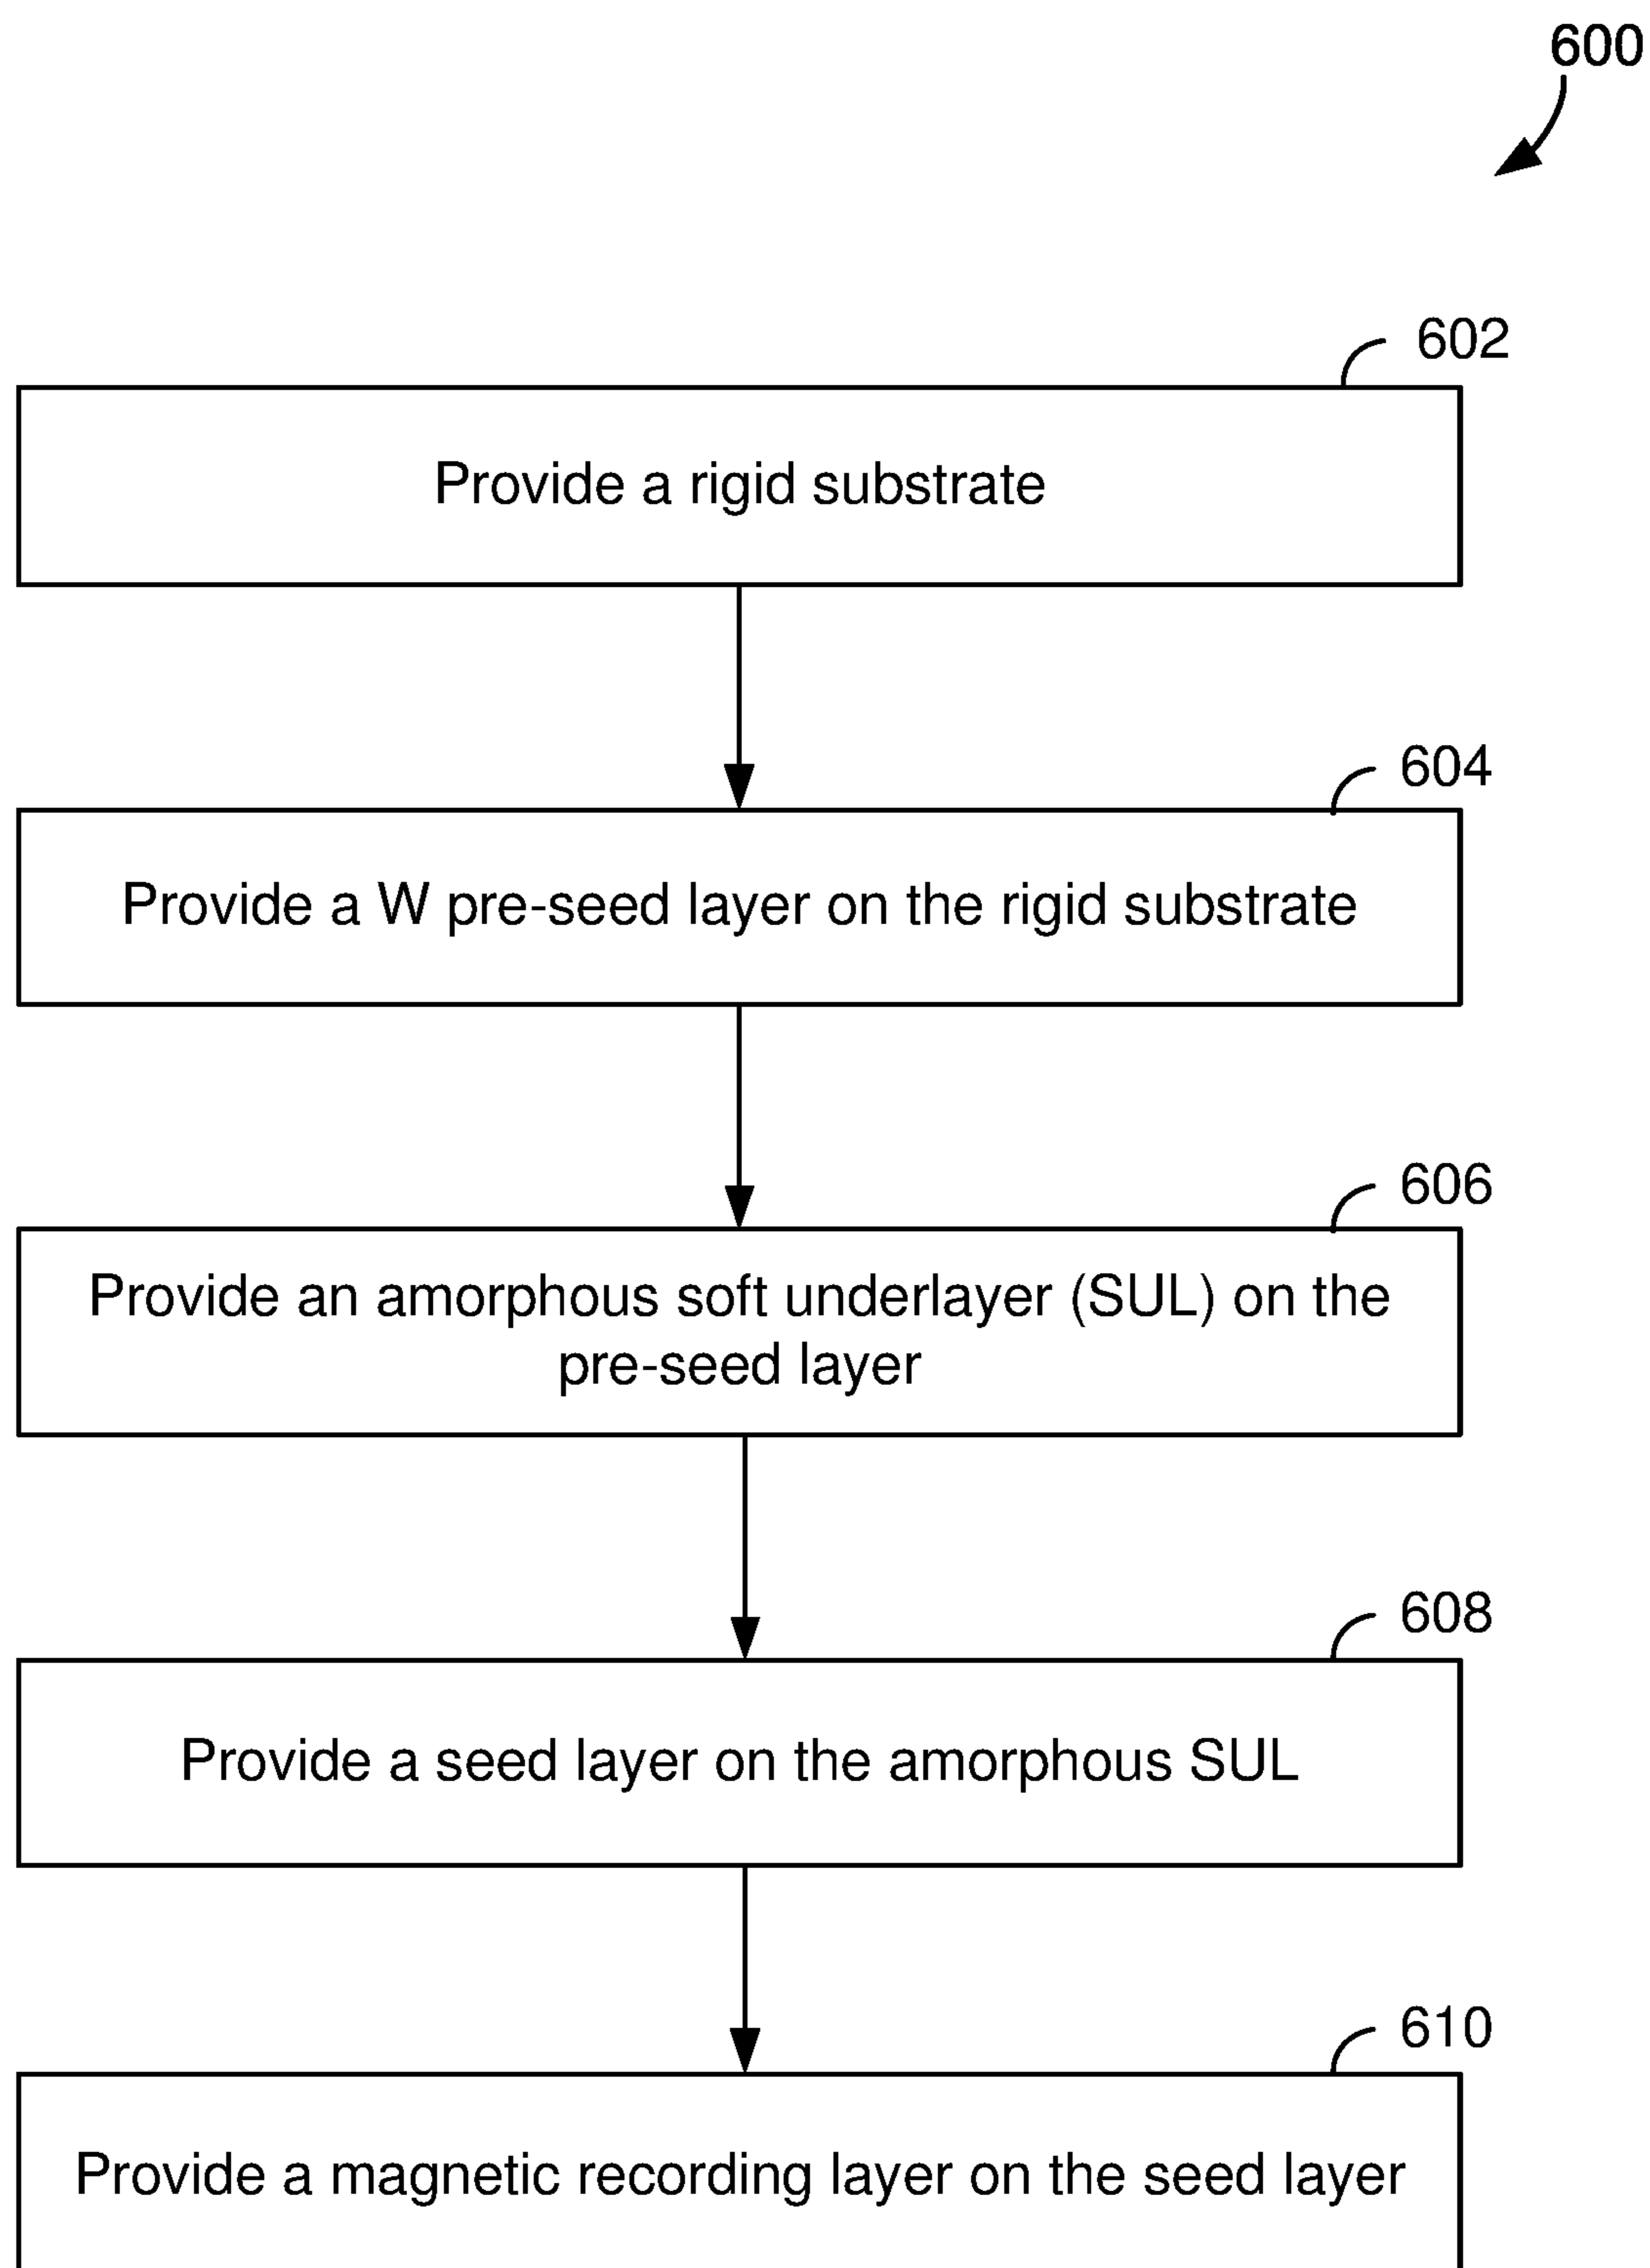 600
602
Provide a rigid substrate
604
Provide a W pre-seed layer on the rigid substrate
606
Provide an amorphous soft underlayer (SUL) on the
pre-seed layer
608
Provide a seed layer on the amorphous SUL
610
Provide a magnetic recording layer on the seed layer